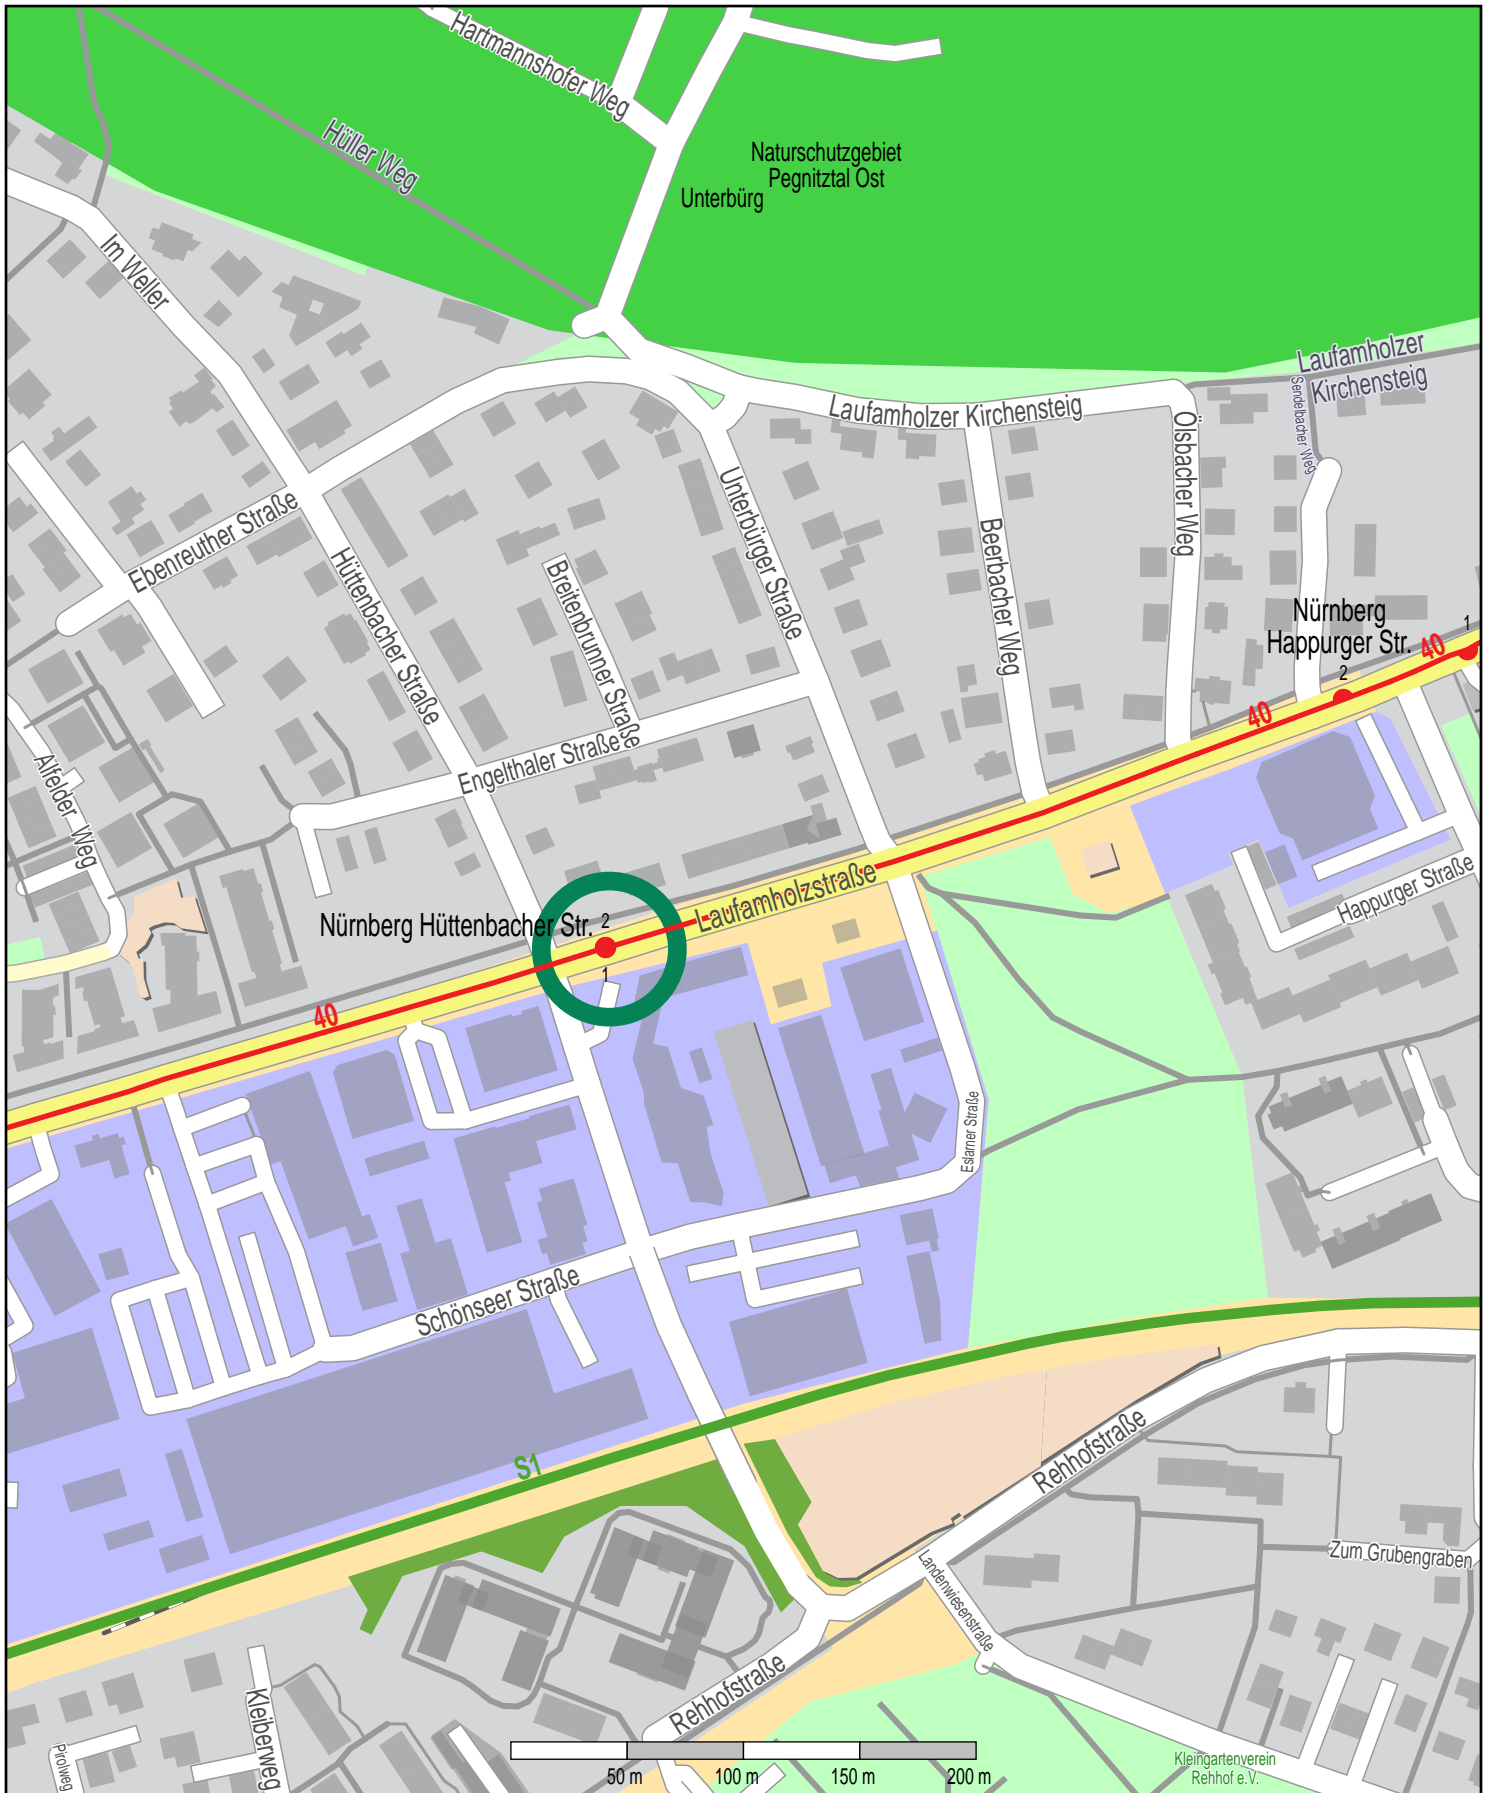 Hartmannshofer Weg
Hüller Weg
Naturschutzgebiet
Pegnitztal Ost
Unterbürg
Im Weller
Laufamholzer
Kirchensteig
Sendelbacher Weg
Laufamholzer Kirchensteig
Ölsbacher Weg
Ebenreuther Straße
Hüttenbacher Straße
Unterbürger Straße
Breitenbrunner Straße
Beerbacher Weg
Nürnberg
Happurger Str.
1
2
40
40
Engelthaler Straße
Alfelder Weg
Happurger Straße
Laufamholzstraße
Nürnberg Hüttenbacher Str.
2
1
40
Eslarner Straße
Schönseer Straße
S1
Rehhofstraße
Zum Grubengraben
Landenwiesenstraße
Rehhofstraße
Kleiberweg
Pirolweg
Kleingartenverein
Rehhof e.V.
50 m 100 m 150 m 200 m